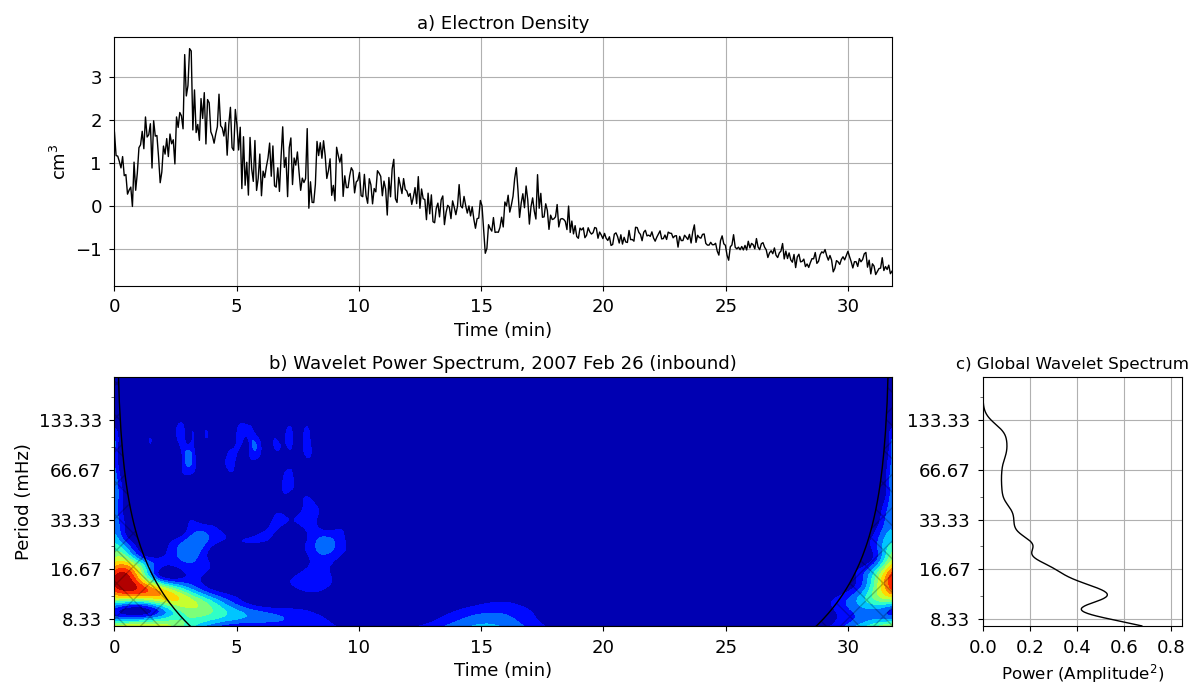 a) Electron Density
3
2
1
0
−1
cm³
0 5 10 15 20 25 30
Time (min)
b) Wavelet Power Spectrum, 2007 Feb 26 (inbound)
133.33
66.67
33.33
16.67
8.33
Period (mHz)
0 5 10 15 20 25 30
Time (min)
c) Global Wavelet Spectrum
133.33
66.67
33.33
16.67
8.33
0.0 0.2 0.4 0.6 0.8
Power (Amplitude²)